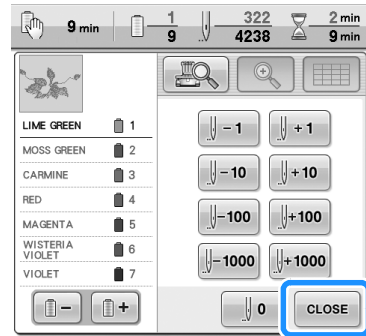 9 min
1
9
322
4238
2 min
9 min
LIME GREEN 1
MOSS GREEN 2
CARMINE 3
RED 4
MAGENTA 5
WISTERIA
VIOLET 6
VIOLET 7
−1
+1
−10
+10
−100
+100
−1000
+1000
−
+
0
CLOSE